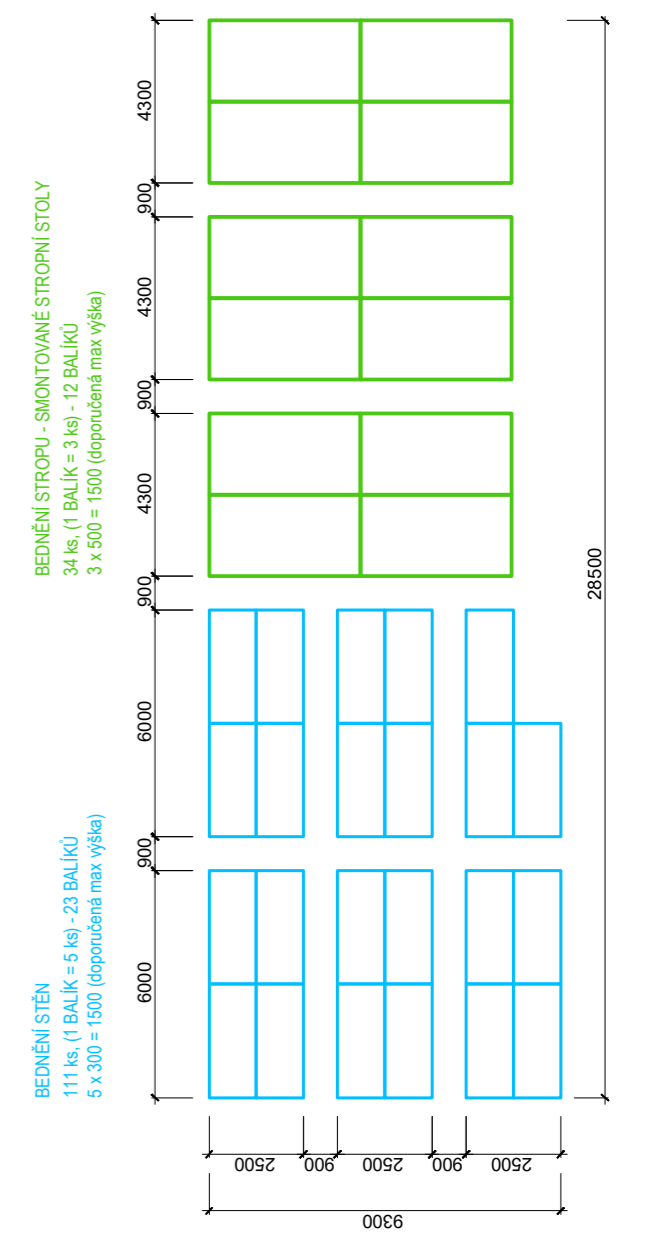 BEDNĚNÍ STROPU - SMONTOVANÉ STROPNÍ STOLY
34 ks, (1 BALÍK = 3 ks) - 12 BALÍKŮ
3 x 500 = 1500 (doporučená max výška)
BEDNĚNÍ STĚN
111 ks, (1 BALÍK = 5 ks) - 23 BALÍKŮ
5 x 300 = 1500 (doporučená max výška)
6000
900
6000
900
4300
900
4300
900
4300
28500
2500
900
2500
900
2500
9300